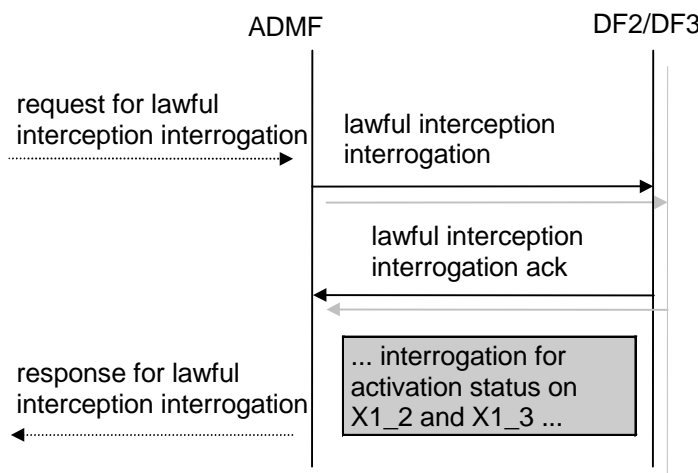 ADMF
DF2/DF3
request for lawful
interception interrogation
lawful interception
interrogation
lawful interception
interrogation ack
... interrogation for
activation status on
X1_2 and X1_3 ...
response for lawful
interception interrogation